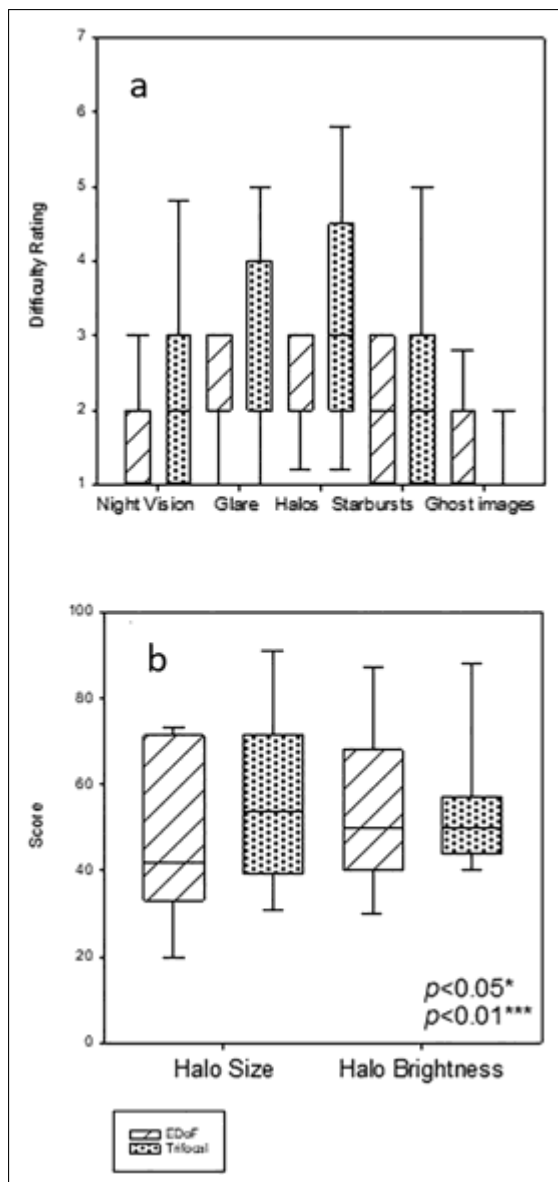 a
Difficulty Rating
7
6
5
4
3
2
1
Night Vision Glare Halos Starbursts Ghost images
b
Score
100
80
60
40
20
0
p<0.05*
p<0.01***
Halo Size Halo Brightness
EDoF
Trifocal